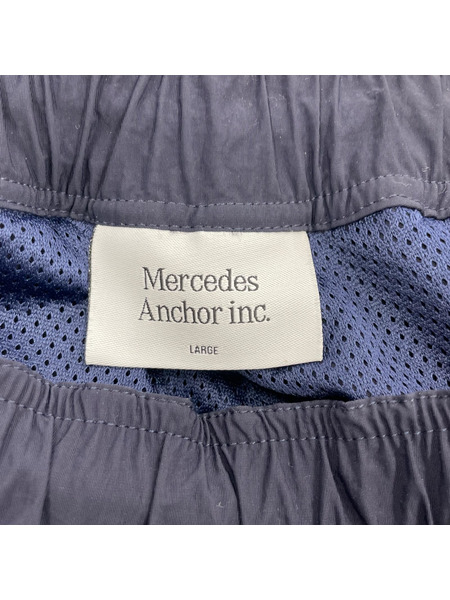 Mercedes
Anchor inc.
LARGE